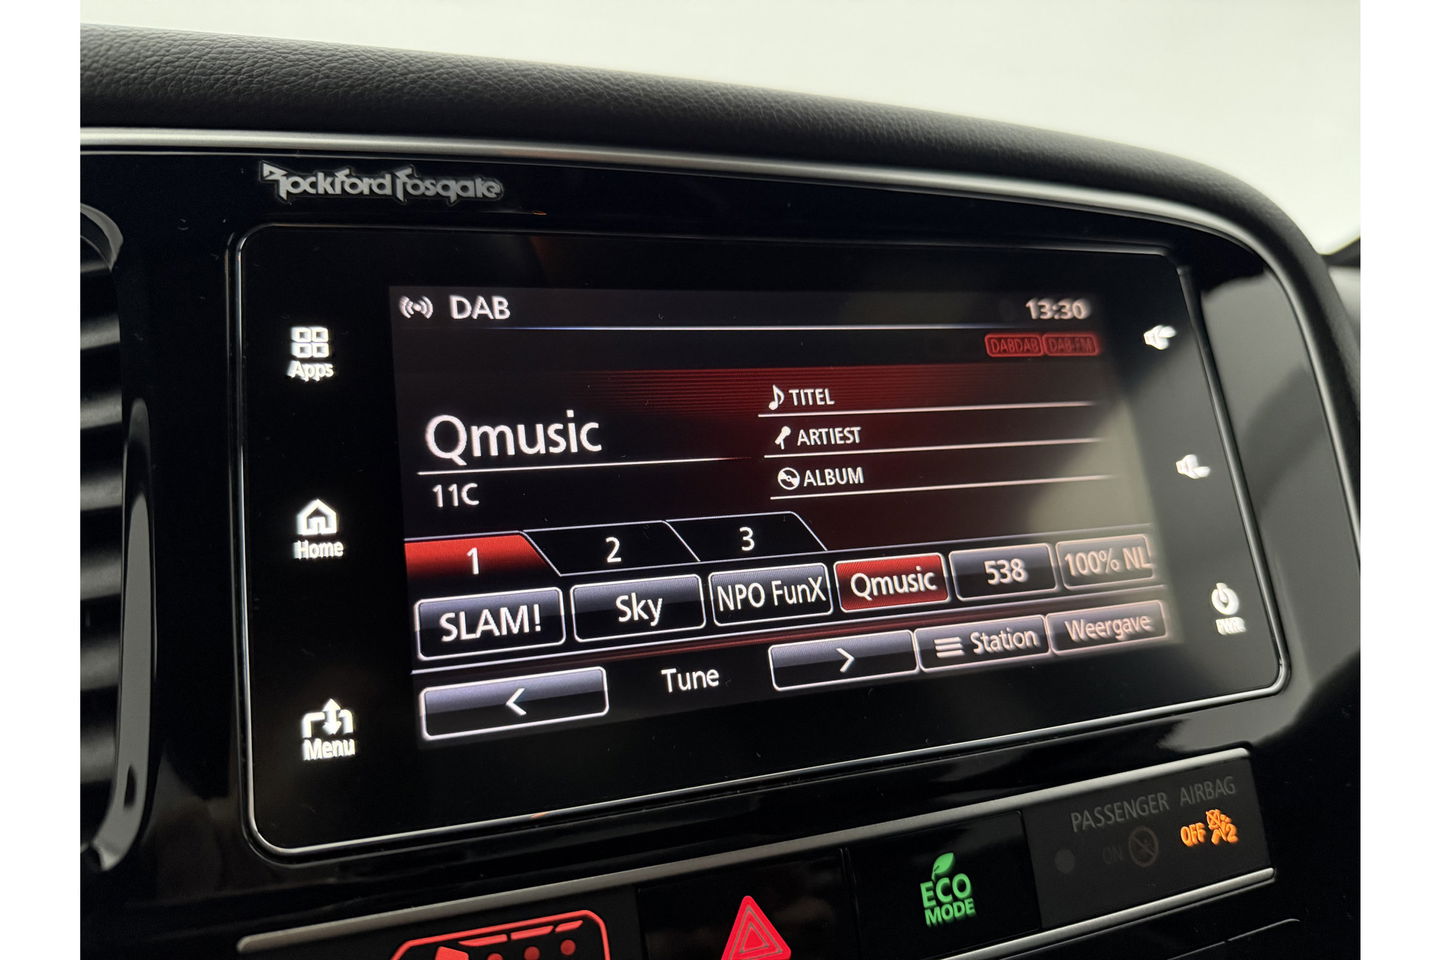 Rockford Fosgate
DAB
13:30
DABDAB DAB-FM
Apps
Qmusic
11C
TITEL
ARTIEST
ALBUM
Home
1 2 3
SLAM! Sky NPO FunX Qmusic 538 100% NL
< Tune > Station Weergave
PWR
Menu
PASSENGER AIRBAG
ON OFF
ECO
MODE